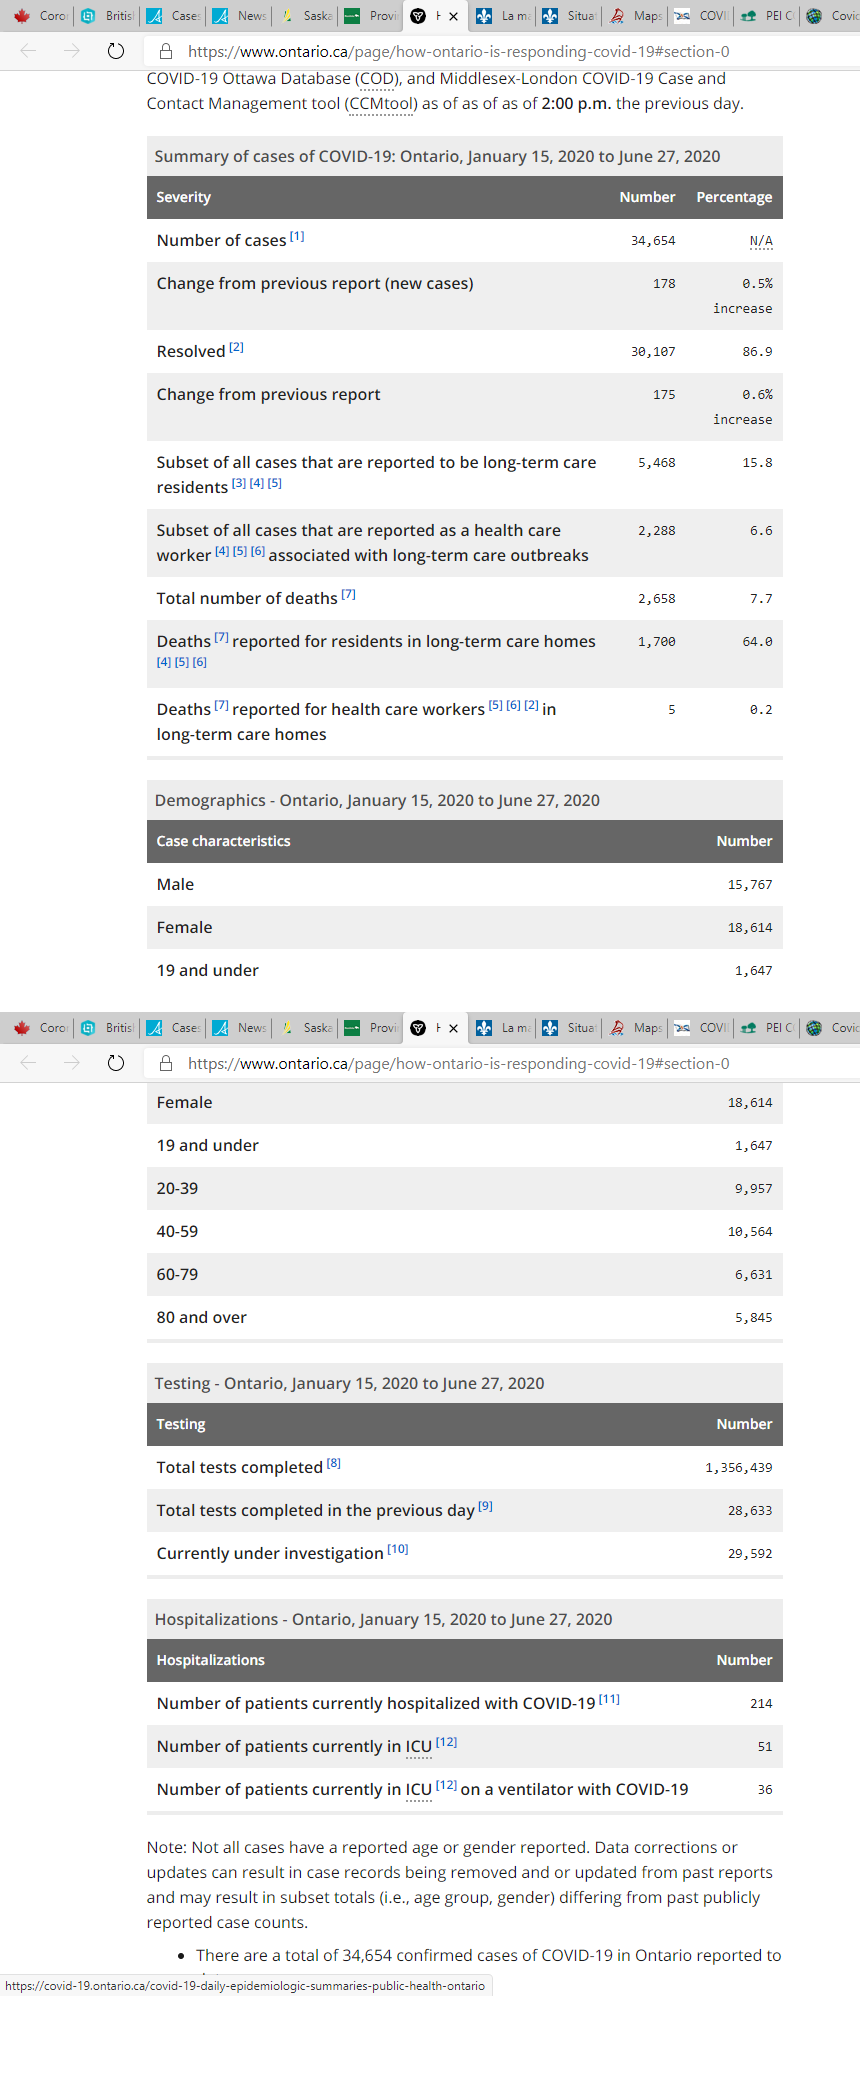 Coro Britisl Case: News Saska Provi H La ma Situat Maps COVI PEI C Covic
https://www.ontario.ca/page/how-ontario-is-responding-covid-19#section-0
COVID-19 Ottawa Database (COD), and Middlesex-London COVID-19 Case and
Contact Management tool (CCMtool) as of as of as of 2:00 p.m. the previous day.
Summary of cases of COVID-19: Ontario, January 15, 2020 to June 27, 2020
Severity Number Percentage
Number of cases [1] 34,654 N/A
Change from previous report (new cases) 178 0.5%
increase
Resolved [2] 30,107 86.9
Change from previous report 175 0.6%
increase
Subset of all cases that are reported to be long-term care 5,468 15.8
residents [3] [4] [5]
Subset of all cases that are reported as a health care 2,288 6.6
worker [4] [5] [6] associated with long-term care outbreaks
Total number of deaths [7] 2,658 7.7
Deaths [7] reported for residents in long-term care homes 1,700 64.0
[4] [5] [6]
Deaths [7] reported for health care workers [5] [6] [2] in 5 0.2
long-term care homes
Demographics - Ontario, January 15, 2020 to June 27, 2020
Case characteristics Number
Male 15,767
Female 18,614
19 and under 1,647
Coro Britisl Case: News Saska Provi H La ma Situat Maps COVI PEI C Covic
https://www.ontario.ca/page/how-ontario-is-responding-covid-19#section-0
Female 18,614
19 and under 1,647
20-39 9,957
40-59 10,564
60-79 6,631
80 and over 5,845
Testing - Ontario, January 15, 2020 to June 27, 2020
Testing Number
Total tests completed [8] 1,356,439
Total tests completed in the previous day [9] 28,633
Currently under investigation [10] 29,592
Hospitalizations - Ontario, January 15, 2020 to June 27, 2020
Hospitalizations Number
Number of patients currently hospitalized with COVID-19 [11] 214
Number of patients currently in ICU [12] 51
Number of patients currently in ICU [12] on a ventilator with COVID-19 36
Note: Not all cases have a reported age or gender reported. Data corrections or
updates can result in case records being removed and or updated from past reports
and may result in subset totals (i.e., age group, gender) differing from past publicly
reported case counts.
• There are a total of 34,654 confirmed cases of COVID-19 in Ontario reported to
https://covid-19.ontario.ca/covid-19-daily-epidemiologic-summaries-public-health-ontario